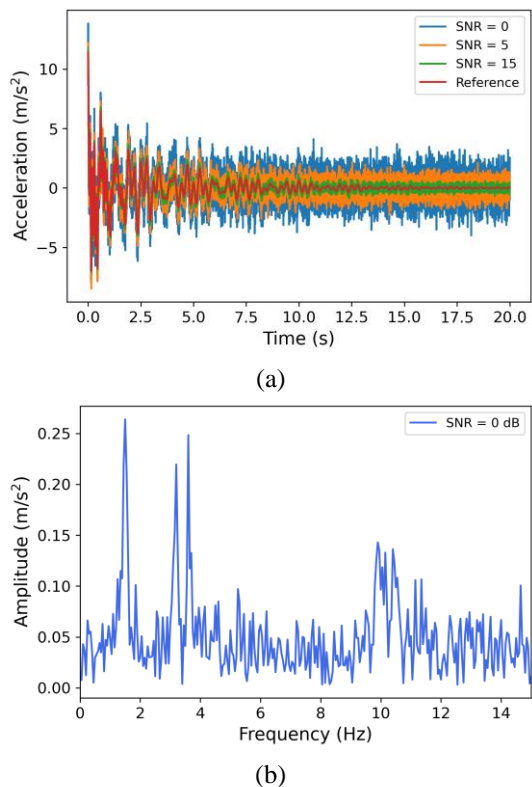 SNR = 0
SNR = 5
SNR = 15
Reference
Acceleration (m/s²)
10
5
0
−5
0.0 2.5 5.0 7.5 10.0 12.5 15.0 17.5 20.0
Time (s)
(a)
SNR = 0 dB
Amplitude (m/s²)
0.25
0.20
0.15
0.10
0.05
0.00
0 2 4 6 8 10 12 14
Frequency (Hz)
(b)